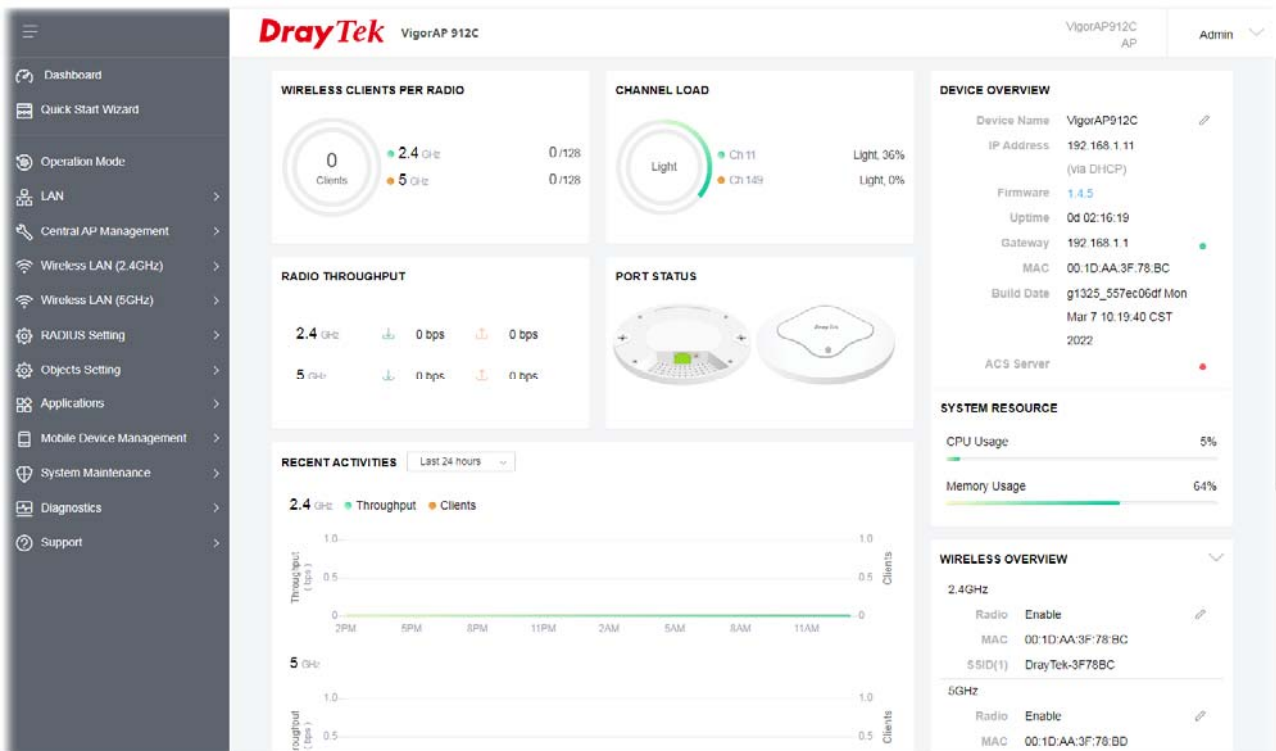 DrayTek VigorAP 912C
VigorAP912C
AP
Admin
Dashboard
Quick Start Wizard
Operation Mode
LAN
Central AP Management
Wireless LAN (2.4GHz)
Wireless LAN (5GHz)
RADIUS Setting
Objects Setting
Applications
Mobile Device Management
System Maintenance
Diagnostics
Support
WIRELESS CLIENTS PER RADIO
0
Clients
2.4 GHz 0/128
5 GHz 0/128
CHANNEL LOAD
Light
Ch 11 Light, 36%
Ch 149 Light, 0%
RADIO THROUGHPUT
2.4 GHz 0 bps 0 bps
5 GHz 0 bps 0 bps
PORT STATUS
DrayTek
RECENT ACTIVITIES Last 24 hours
2.4 GHz Throughput Clients
Throughput
(bps)
1.0
0.5
0
1.0
0.5
0
Clients
2PM 5PM 8PM 11PM 2AM 5AM 8AM 11AM
5 GHz
1.0
0.5
1.0
0.5
(bps)
Clients
DEVICE OVERVIEW
Device Name VigorAP912C
IP Address 192.168.1.11
(via DHCP)
Firmware 1.4.5
Uptime 0d 02:16:19
Gateway 192.168.1.1
MAC 00:1D:AA:3F:78:BC
Build Date g1325_557ec06df Mon
Mar 7 10:19:40 CST
2022
ACS Server
SYSTEM RESOURCE
CPU Usage 5%
Memory Usage 64%
WIRELESS OVERVIEW
2.4GHz
Radio Enable
MAC 00:1D:AA:3F:78:BC
SSID(1) DrayTek-3F78BC
5GHz
Radio Enable
MAC 00:1D:AA:3F:78:BD